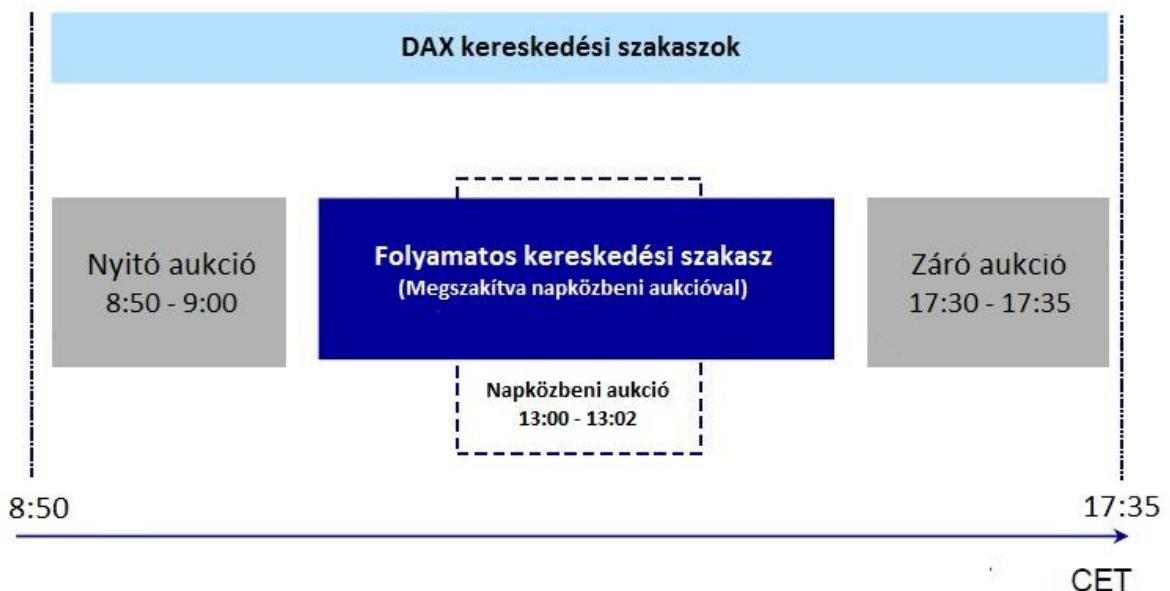 DAX kereskedési szakaszok
Nyitó aukció
8:50 - 9:00
Folyamatos kereskedési szakasz
(Megszakítva napközbeni aukcióval)
Záró aukció
17:30 - 17:35
Napközbeni aukció
13:00 - 13:02
8:50
17:35
CET